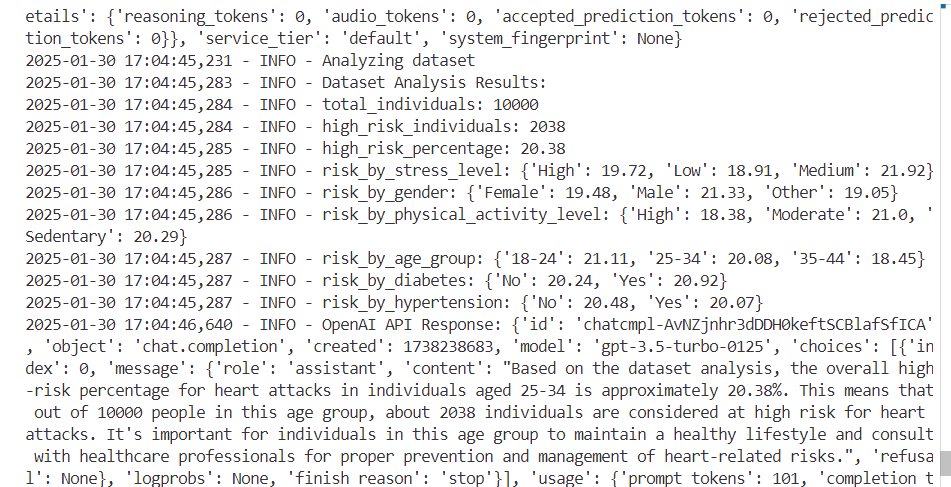 etails': {'reasoning_tokens': 0, 'audio_tokens': 0, 'accepted_prediction_tokens': 0, 'rejected_predic
tion_tokens': 0}}, 'service_tier': 'default', 'system_fingerprint': None}
2025-01-30 17:04:45,231 - INFO - Analyzing dataset
2025-01-30 17:04:45,283 - INFO - Dataset Analysis Results:
2025-01-30 17:04:45,284 - INFO - total_individuals: 10000
2025-01-30 17:04:45,284 - INFO - high_risk_individuals: 2038
2025-01-30 17:04:45,285 - INFO - high_risk_percentage: 20.38
2025-01-30 17:04:45,285 - INFO - risk_by_stress_level: {'High': 19.72, 'Low': 18.91, 'Medium': 21.92}
2025-01-30 17:04:45,286 - INFO - risk_by_gender: {'Female': 19.48, 'Male': 21.33, 'Other': 19.05}
2025-01-30 17:04:45,286 - INFO - risk_by_physical_activity_level: {'High': 18.38, 'Moderate': 21.0, '
Sedentary': 20.29}
2025-01-30 17:04:45,287 - INFO - risk_by_age_group: {'18-24': 21.11, '25-34': 20.08, '35-44': 18.45}
2025-01-30 17:04:45,287 - INFO - risk_by_diabetes: {'No': 20.24, 'Yes': 20.92}
2025-01-30 17:04:45,287 - INFO - risk_by_hypertension: {'No': 20.48, 'Yes': 20.07}
2025-01-30 17:04:46,640 - INFO - OpenAI API Response: {'id': 'chatcmpl-AvNZjnhr3dDDH0keftSCBlafSfICA'
, 'object': 'chat.completion', 'created': 1738238683, 'model': 'gpt-3.5-turbo-0125', 'choices': [{'in
dex': 0, 'message': {'role': 'assistant', 'content': "Based on the dataset analysis, the overall high
-risk percentage for heart attacks in individuals aged 25-34 is approximately 20.38%. This means that
out of 10000 people in this age group, about 2038 individuals are considered at high risk for heart
attacks. It's important for individuals in this age group to maintain a healthy lifestyle and consult
with healthcare professionals for proper prevention and management of heart-related risks.", 'refusa
l': None}, 'logprobs': None, 'finish_reason': 'stop'}], 'usage': {'prompt_tokens': 101, 'completion_t